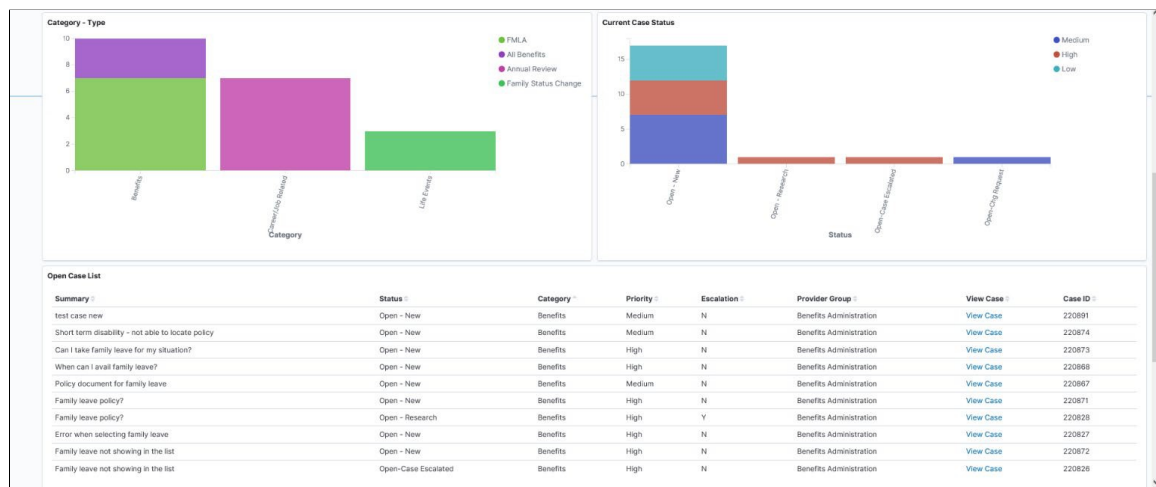 Category - Type
10
8
6
4
2
0
Benefits
Career/Job Related
Life Events
Category
FMLA
All Benefits
Annual Review
Family Status Change
Current Case Status
15
10
5
0
Open - New
Open - Research
Open-Case Escalated
Open-Chg Request
Status
Medium
High
Low
Open Case List
Summary Status Category Priority Escalation Provider Group View Case Case ID
test case new Open - New Benefits Medium N Benefits Administration View Case 220891
Short term disability - not able to locate policy Open - New Benefits Medium N Benefits Administration View Case 220874
Can I take family leave for my situation? Open - New Benefits High N Benefits Administration View Case 220873
When can I avail family leave? Open - New Benefits High N Benefits Administration View Case 220868
Policy document for family leave Open - New Benefits Medium N Benefits Administration View Case 220867
Family leave policy? Open - New Benefits High N Benefits Administration View Case 220871
Family leave policy? Open - Research Benefits High Y Benefits Administration View Case 220828
Error when selecting family leave Open - New Benefits High N Benefits Administration View Case 220827
Family leave not showing in the list Open - New Benefits High N Benefits Administration View Case 220872
Family leave not showing in the list Open-Case Escalated Benefits High N Benefits Administration View Case 220826